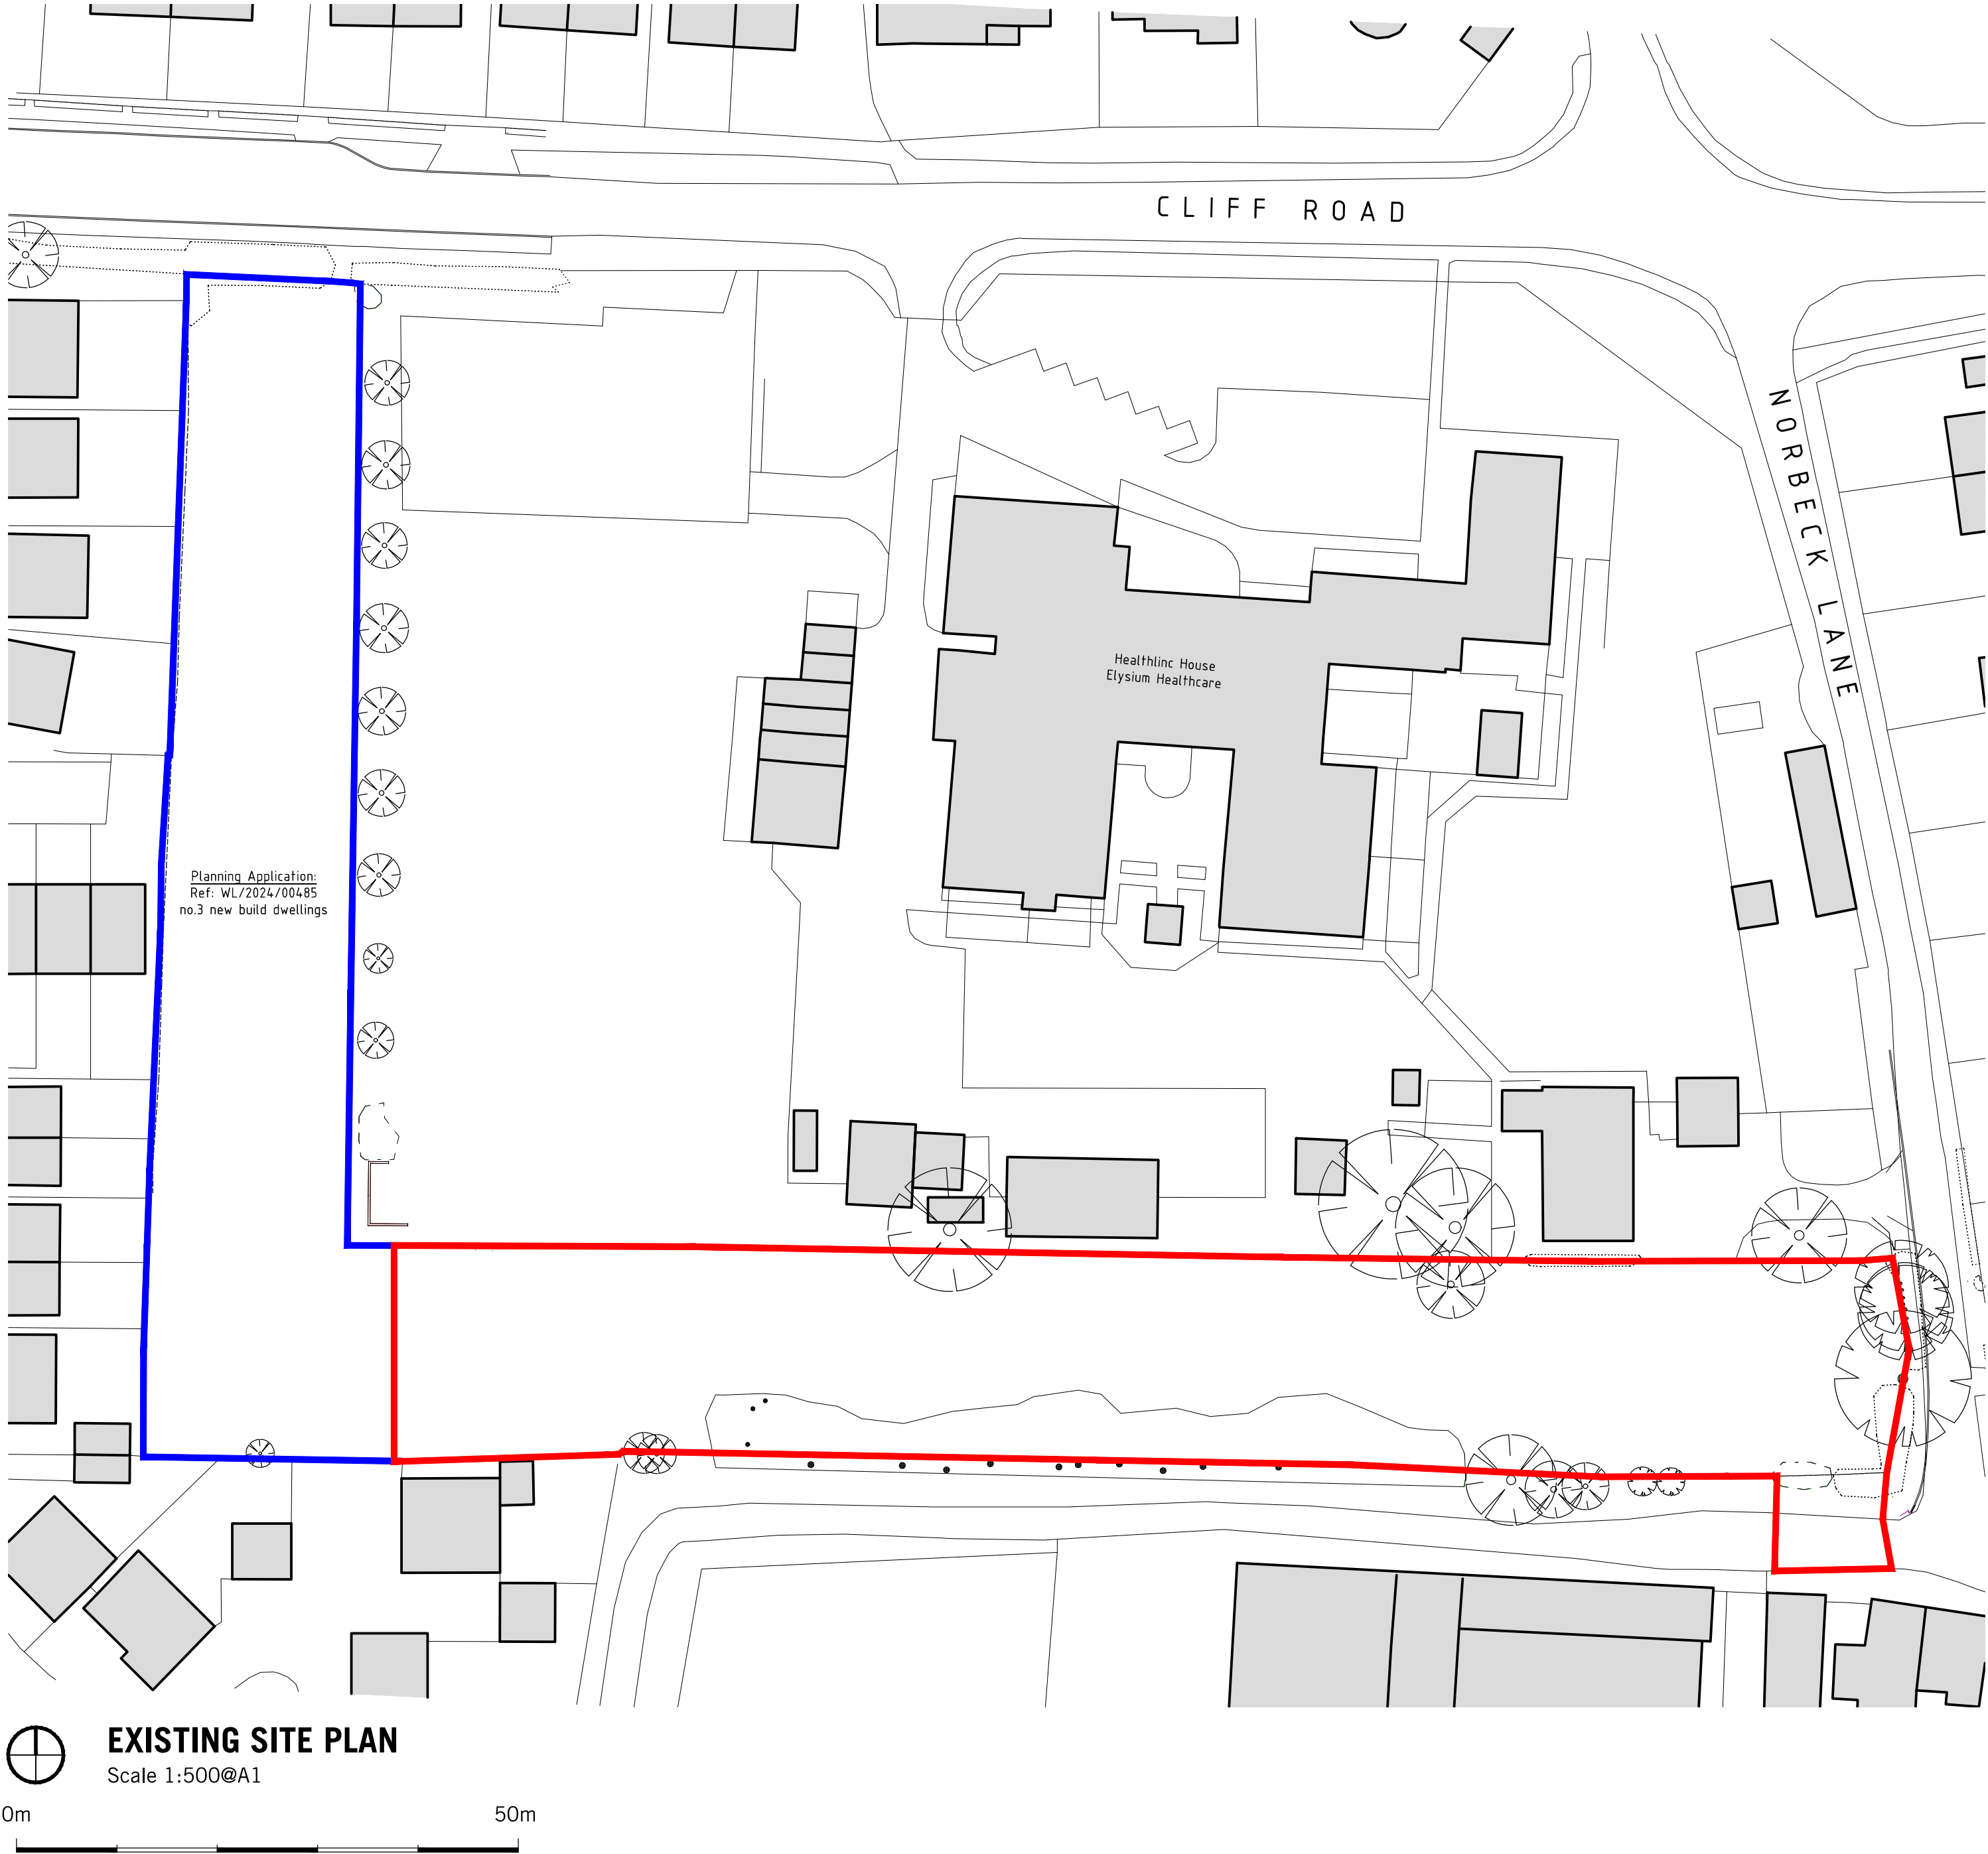 CLIFF ROAD
NORBECK LANE
Healthlinc House
Elysium Healthcare
Planning Application:
Ref: WL/2024/00485
no.3 new build dwellings
EXISTING SITE PLAN
Scale 1:500@A1
0m 50m